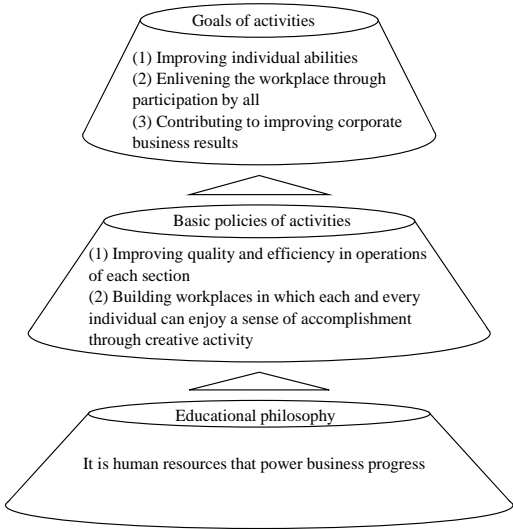 Goals of activities
(1) Improving individual abilities
(2) Enlivening the workplace through
participation by all
(3) Contributing to improving corporate
business results
Basic policies of activities
(1) Improving quality and efficiency in operations
of each section
(2) Building workplaces in which each and every
individual can enjoy a sense of accomplishment
through creative activity
Educational philosophy
It is human resources that power business progress